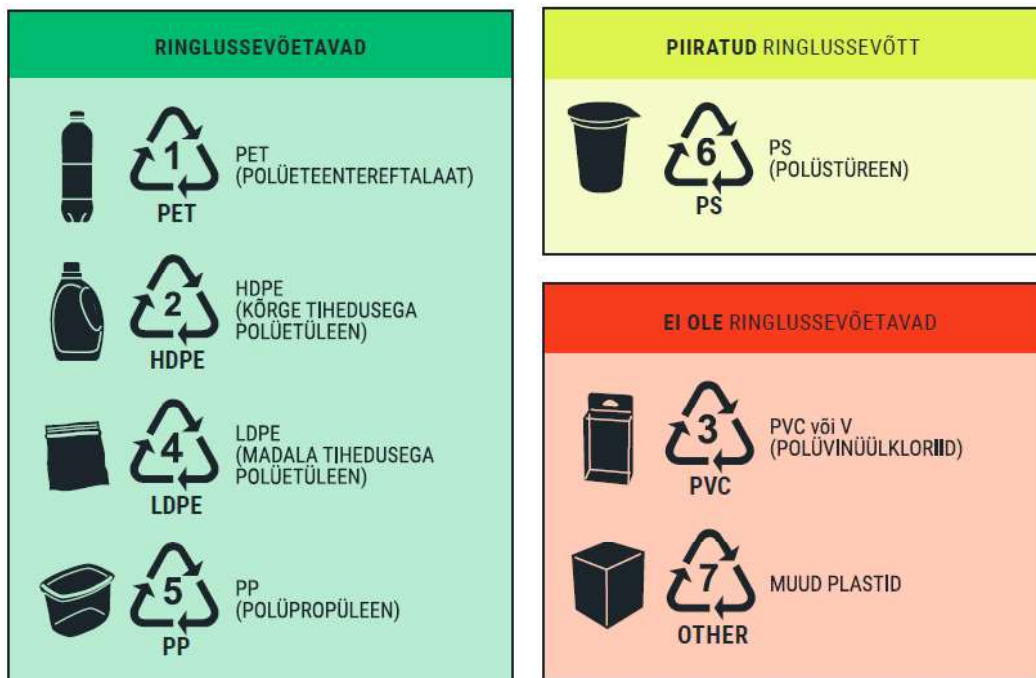 RINGLUSSEVÕETAVAD
1
PET
PET
(POLÜETEENTEREFTALAAT)
2
HDPE
HDPE
(KÕRGE TIHEDUSEGA
POLÜETÜLEEN)
4
LDPE
LDPE
(MADALA TIHEDUSEGA
POLÜETÜLEEN)
5
PP
PP
(POLÜPROPÜLEEN)
PIIRATUD RINGLUSSEVÕTT
6
PS
PS
(POLÜSTÜREEN)
EI OLE RINGLUSSEVÕETAVAD
3
PVC
PVC või V
(POLÜVINÜÜLKLORIID)
7
OTHER
MUUD PLASTID